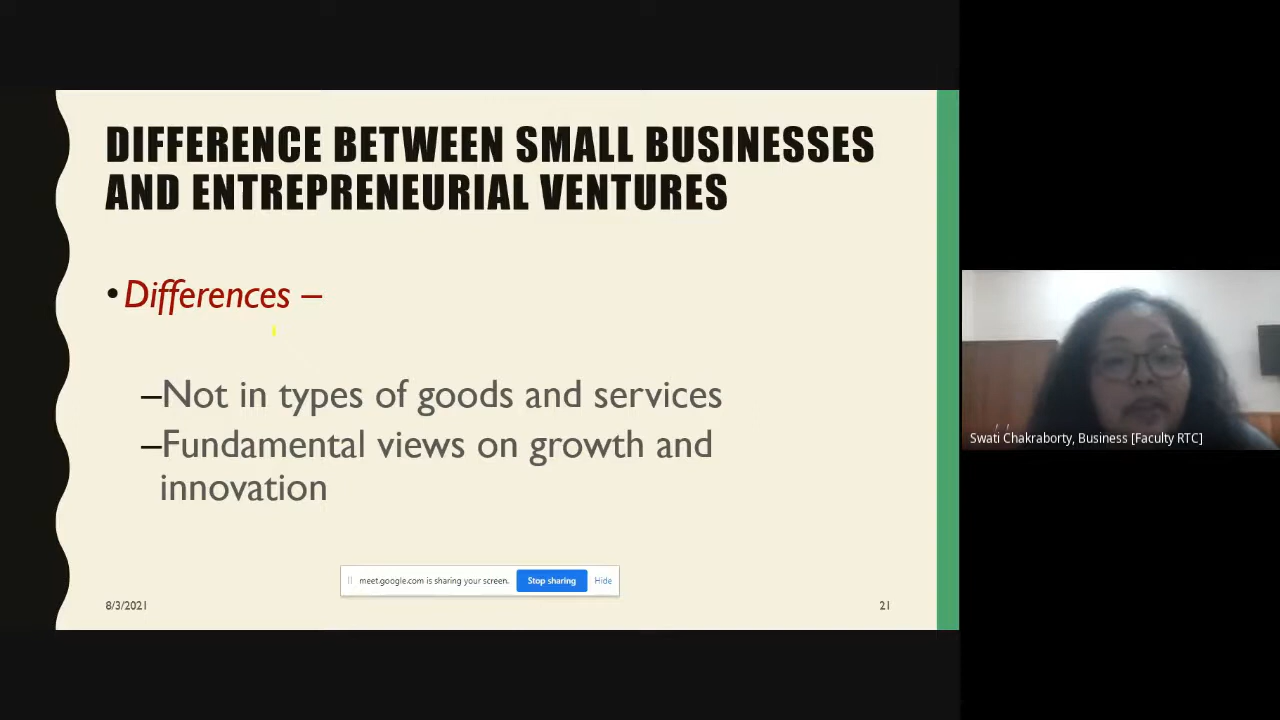 DIFFERENCE BETWEEN SMALL BUSINESSES
AND ENTREPRENEURIAL VENTURES
•Differences –
–Not in types of goods and services
–Fundamental views on growth and
innovation
meet.google.com is sharing your screen. Stop sharing Hide
8/3/2021 21
Swati Chakraborty, Business [Faculty RTC]